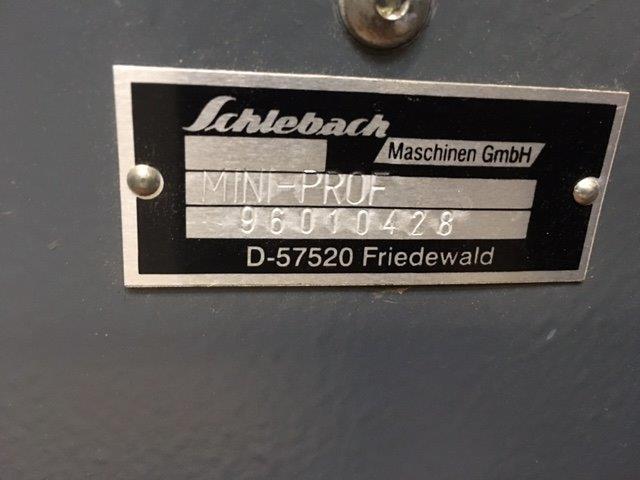 Schlebach
Maschinen GmbH
MINI-PROF
96010428
D-57520 Friedewald